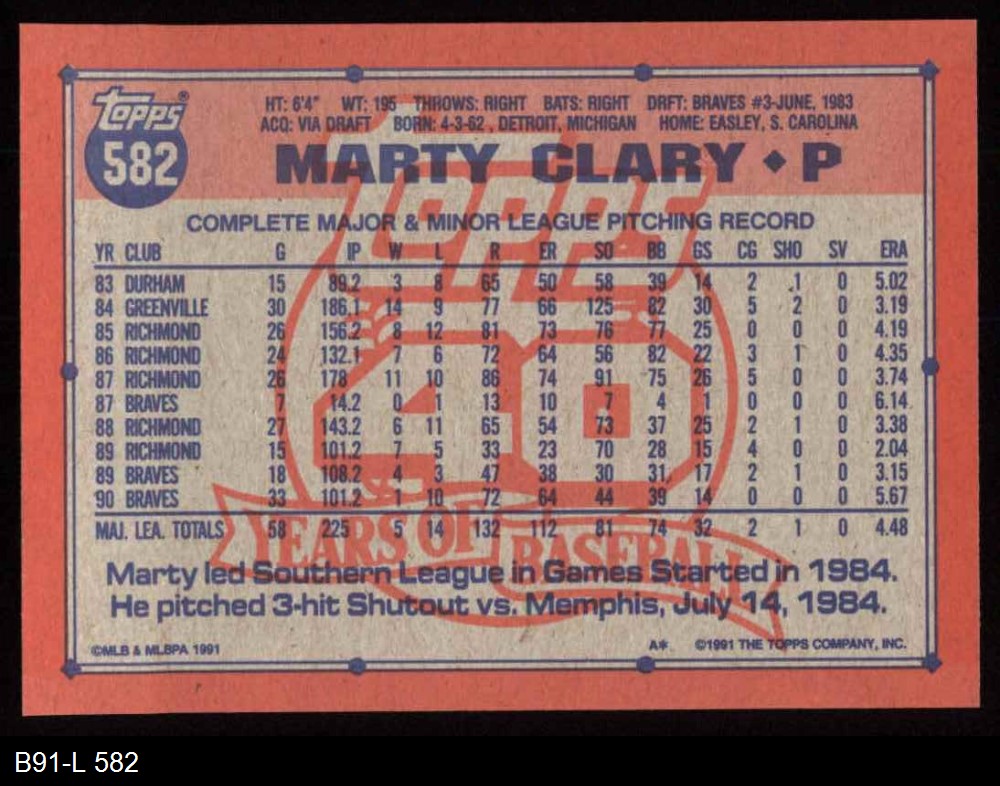 TOPPS®
582
HT: 6'4" WT: 195 THROWS: RIGHT BATS: RIGHT DRFT: BRAVES #3-JUNE, 1983
ACQ: VIA DRAFT BORN: 4-3-62 , DETROIT, MICHIGAN HOME: EASLEY, S. CAROLINA
MARTY CLARY ◆ P
COMPLETE MAJOR & MINOR LEAGUE PITCHING RECORD
YR CLUB G IP W L R ER SO BB GS CG SHO SV ERA
83 DURHAM 15 89.2 3 8 65 50 58 39 14 2 .1 0 5.02
84 GREENVILLE 30 186.1 14 9 77 66 125 82 30 5 2 0 3.19
85 RICHMOND 26 156.2 8 12 81 73 76 77 25 0 0 0 4.19
86 RICHMOND 24 132.1 7 6 72 64 56 82 22 3 1 0 4.35
87 RICHMOND 26 178 11 10 86 74 91 75 26 5 0 0 3.74
87 BRAVES 7 14.2 0 1 13 10 7 4 1 0 0 0 6.14
88 RICHMOND 27 143.2 6 11 65 54 73 37 25 2 1 0 3.38
89 RICHMOND 15 101.2 7 5 33 23 70 28 15 4 0 0 2.04
89 BRAVES 18 108.2 4 3 47 38 30 31 17 2 1 0 3.15
90 BRAVES 33 101.2 1 10 72 64 44 39 14 0 0 0 5.67
MAJ. LEA. TOTALS 58 225 5 14 132 112 81 74 32 2 1 0 4.48
TOPPS
40
YEARS OF BASEBALL
Marty led Southern League in Games Started in 1984.
He pitched 3-hit Shutout vs. Memphis, July 14, 1984.
©MLB & MLBPA 1991 A* ©1991 THE TOPPS COMPANY, INC.
B91-L 582